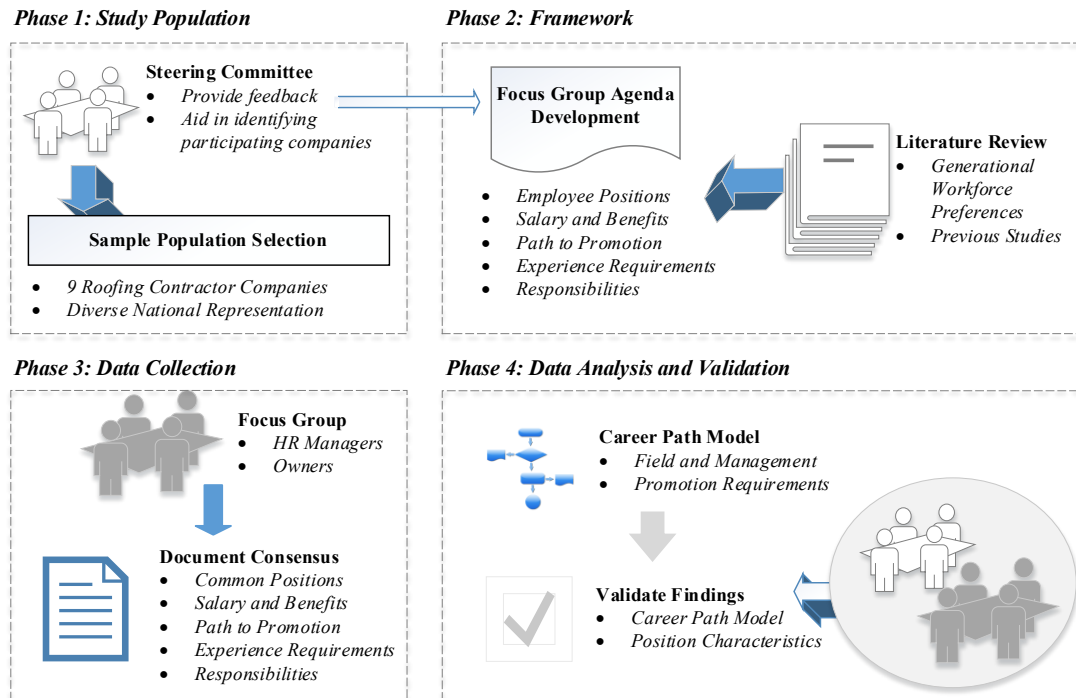 Phase 1: Study Population
Steering Committee
• Provide feedback
• Aid in identifying
participating companies
Sample Population Selection
• 9 Roofing Contractor Companies
• Diverse National Representation
Phase 2: Framework
Focus Group Agenda
Development
• Employee Positions
• Salary and Benefits
• Path to Promotion
• Experience Requirements
• Responsibilities
Literature Review
• Generational
Workforce
Preferences
• Previous Studies
Phase 3: Data Collection
Focus Group
• HR Managers
• Owners
Document Consensus
• Common Positions
• Salary and Benefits
• Path to Promotion
• Experience Requirements
• Responsibilities
Phase 4: Data Analysis and Validation
Career Path Model
• Field and Management
• Promotion Requirements
Validate Findings
• Career Path Model
• Position Characteristics